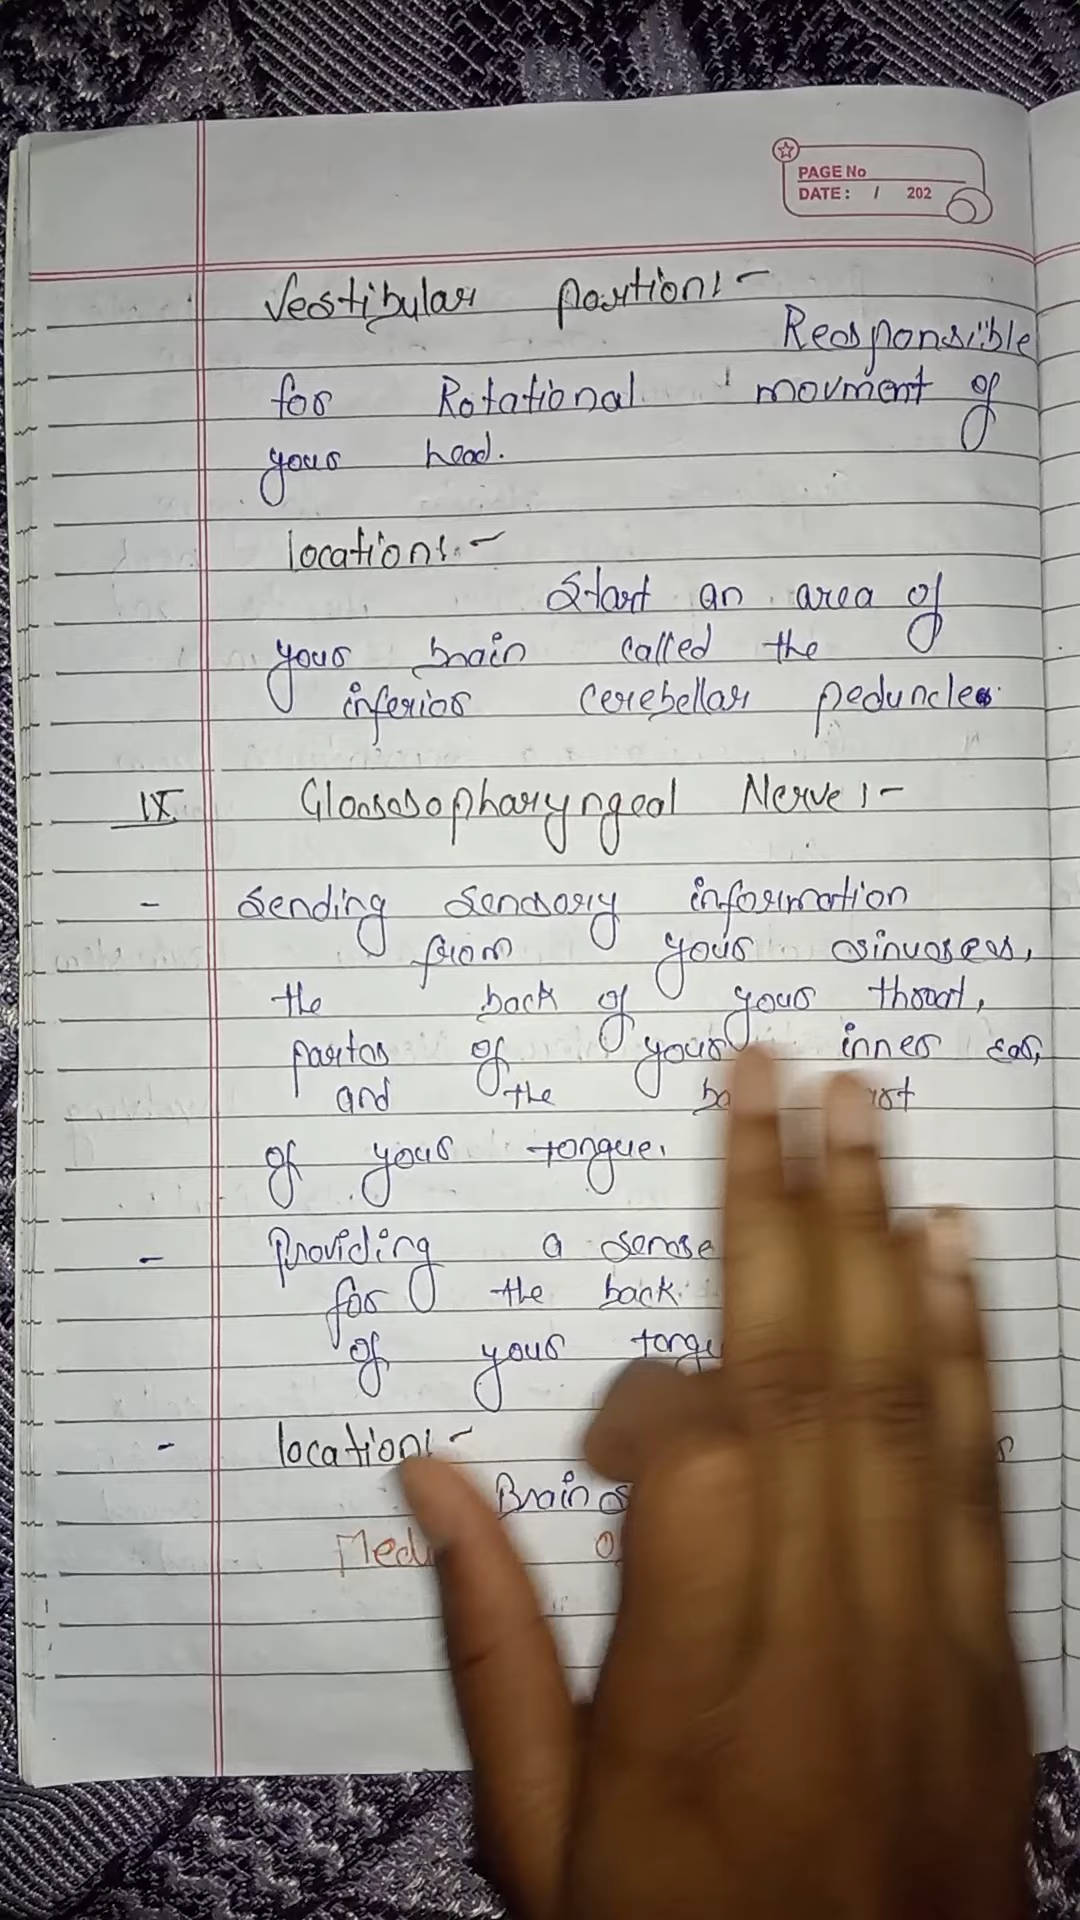 PAGE No
DATE: / 202
Vestibular portion:-
Responsible
for Rotational movment of
your head.
location:-
Start an area of
your brain called the
inferior cerebellar peduncle.
IX Glossopharyngeal Nerve:-
- Sending sensory information
from your sinuses,
the back of your throat,
parts of your inner ear,
and the
of your tongue.
- Providing a sense
for the back
of your
- location:-